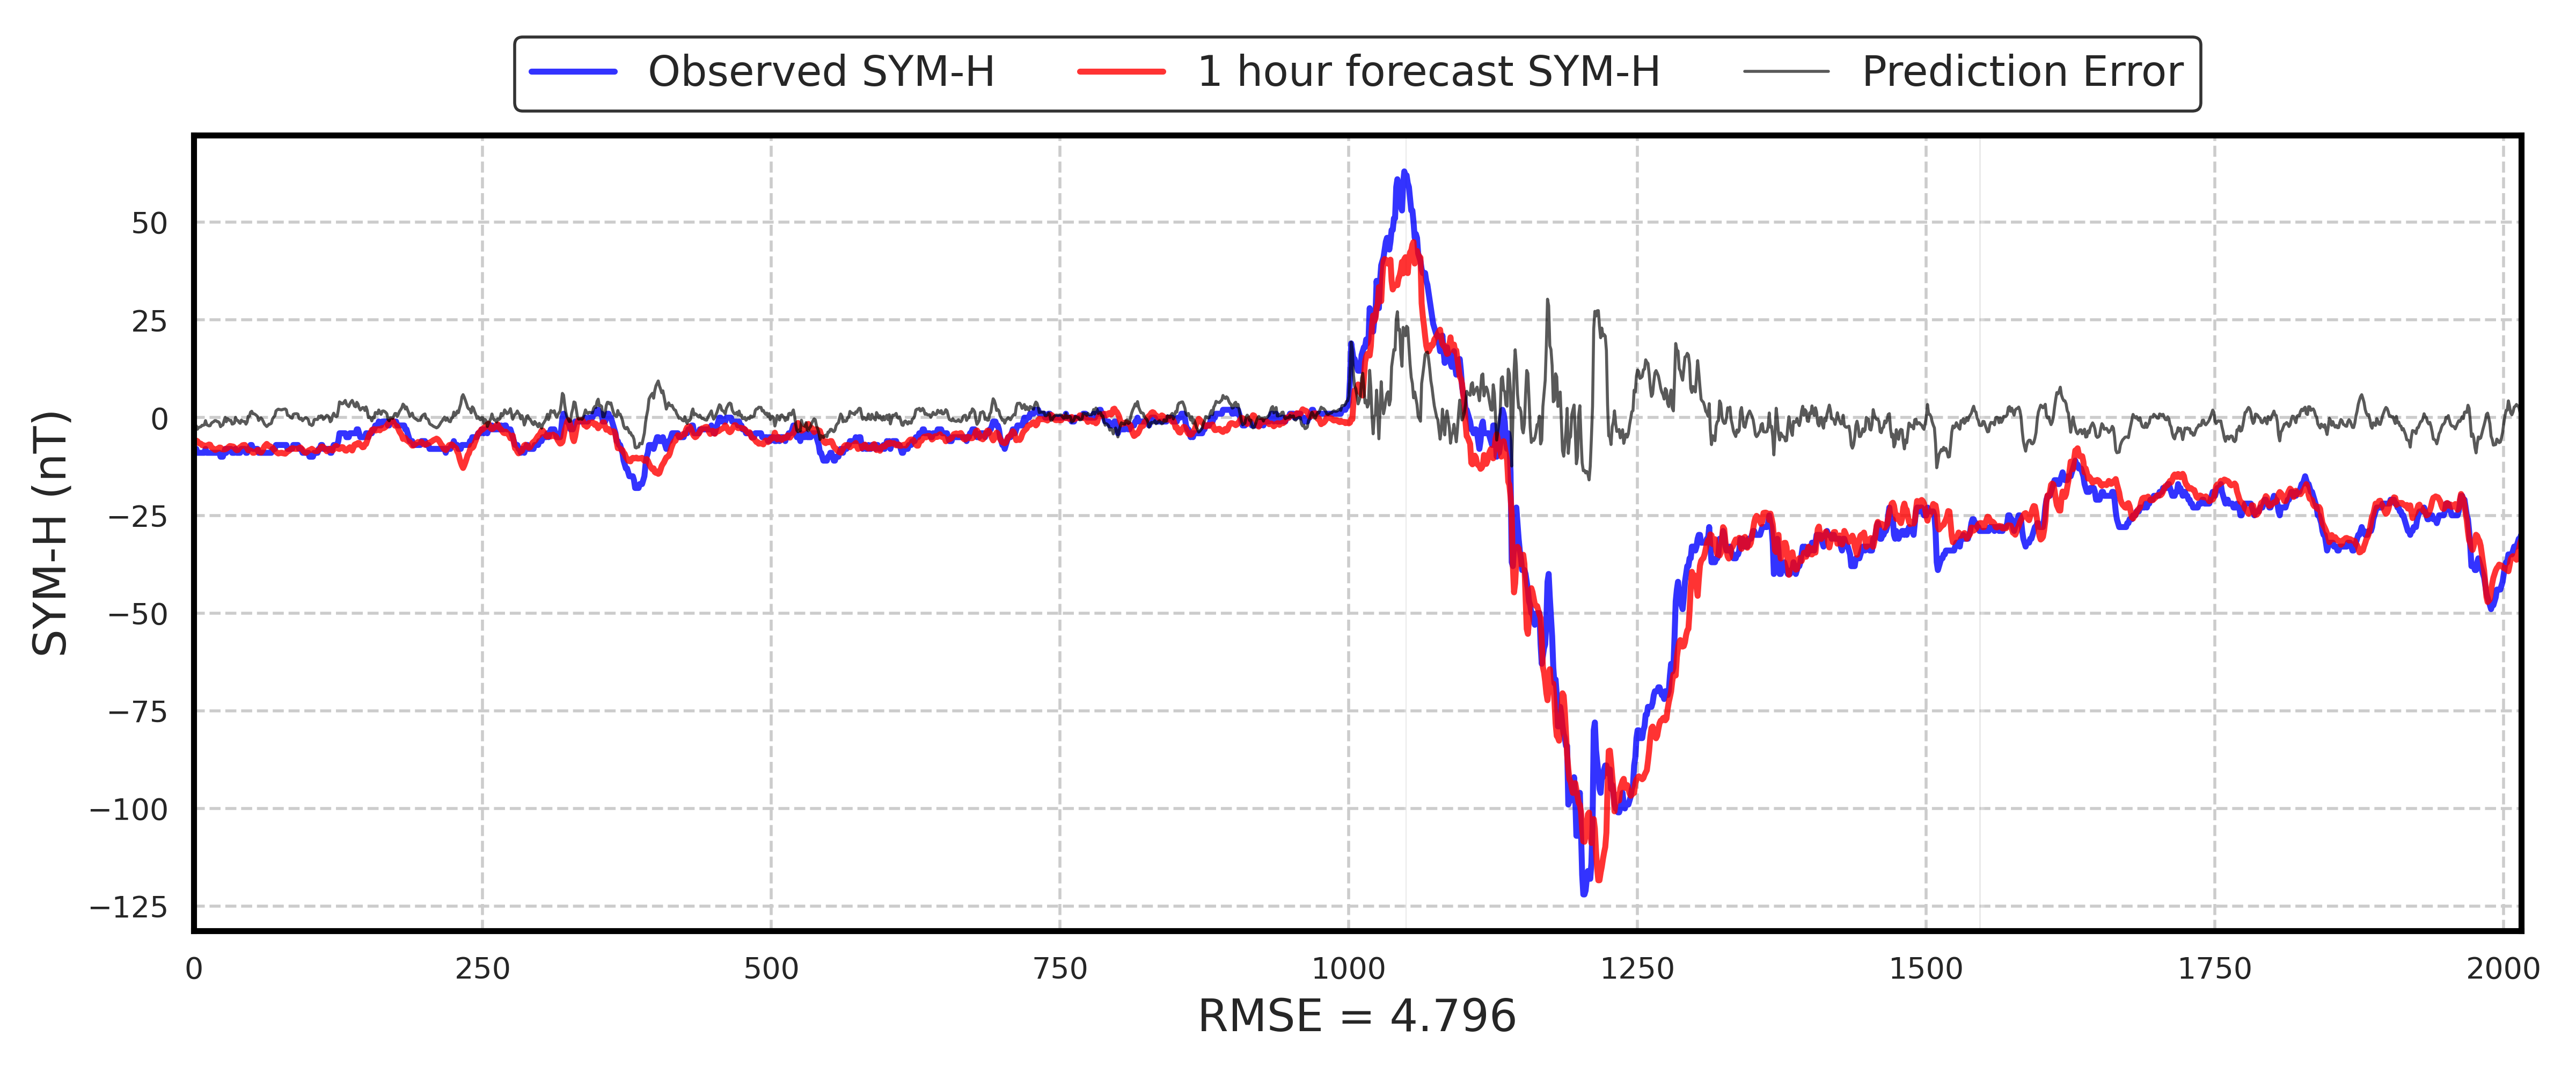 Observed SYM-H 1 hour forecast SYM-H Prediction Error
SYM-H (nT)
50
25
0
−25
−50
−75
−100
−125
0 250 500 750 1000 1250 1500 1750 2000
RMSE = 4.796